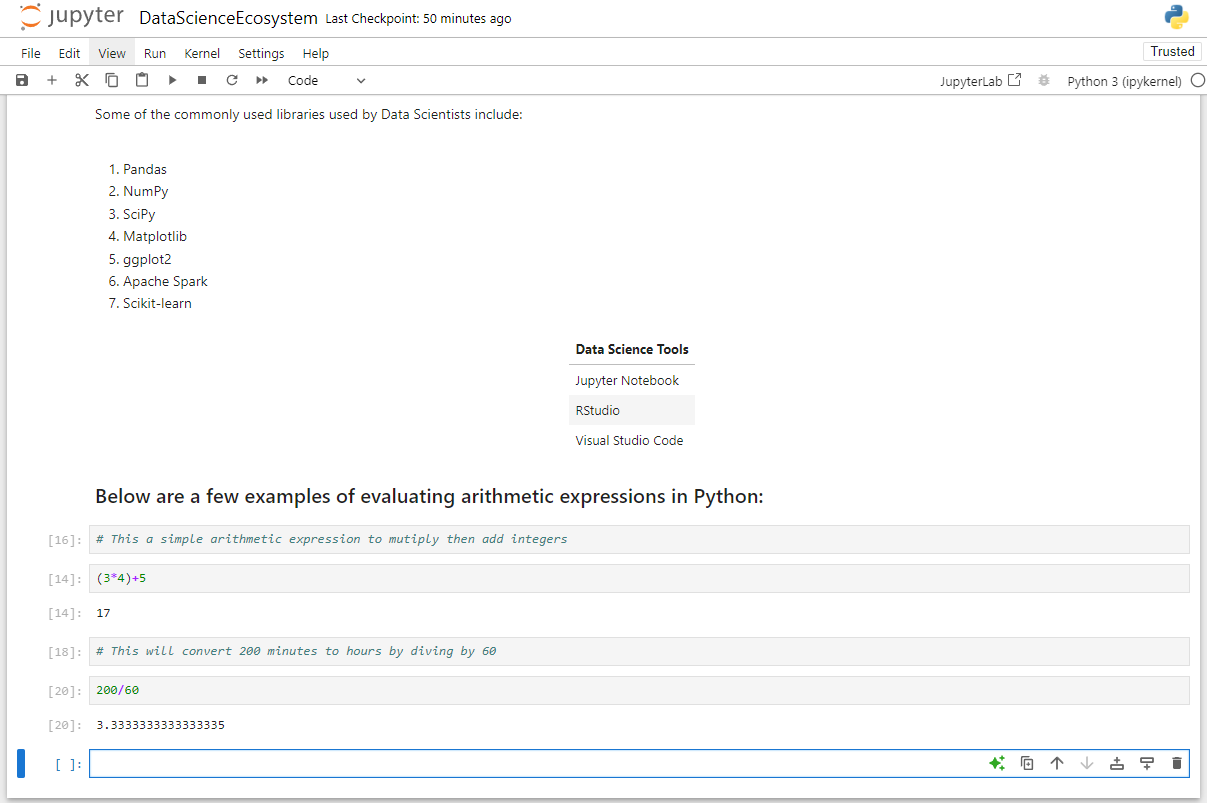 jupyter DataScienceEcosystem Last Checkpoint: 50 minutes ago
File Edit View Run Kernel Settings Help Trusted
Code JupyterLab Python 3 (ipykernel)
Some of the commonly used libraries used by Data Scientists include:
1. Pandas
2. NumPy
3. SciPy
4. Matplotlib
5. ggplot2
6. Apache Spark
7. Scikit-learn
Data Science Tools
Jupyter Notebook
RStudio
Visual Studio Code
Below are a few examples of evaluating arithmetic expressions in Python:
[16]: # This a simple arithmetic expression to mutiply then add integers
[14]: (3*4)+5
[14]: 17
[18]: # This will convert 200 minutes to hours by diving by 60
[20]: 200/60
[20]: 3.3333333333333335
[ ]: